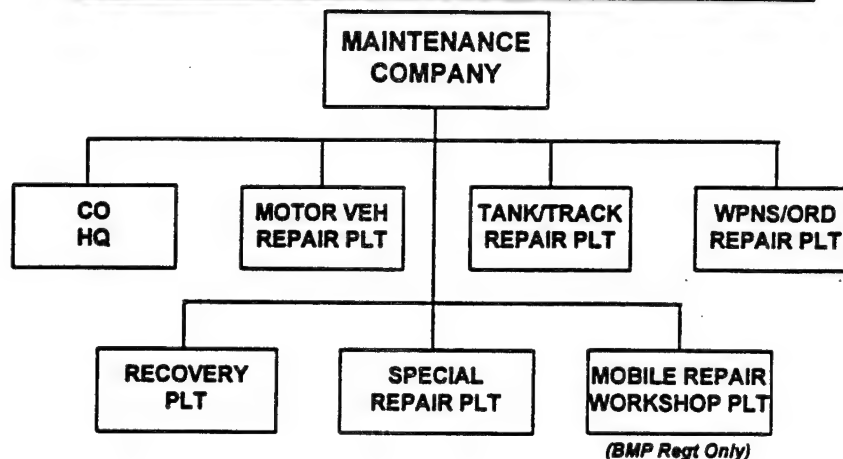 MAINTENANCE
COMPANY
CO
HQ
MOTOR VEH
REPAIR PLT
TANK/TRACK
REPAIR PLT
WPNS/ORD
REPAIR PLT
RECOVERY
PLT
SPECIAL
REPAIR PLT
MOBILE REPAIR
WORKSHOP PLT
(BMP Regt Only)